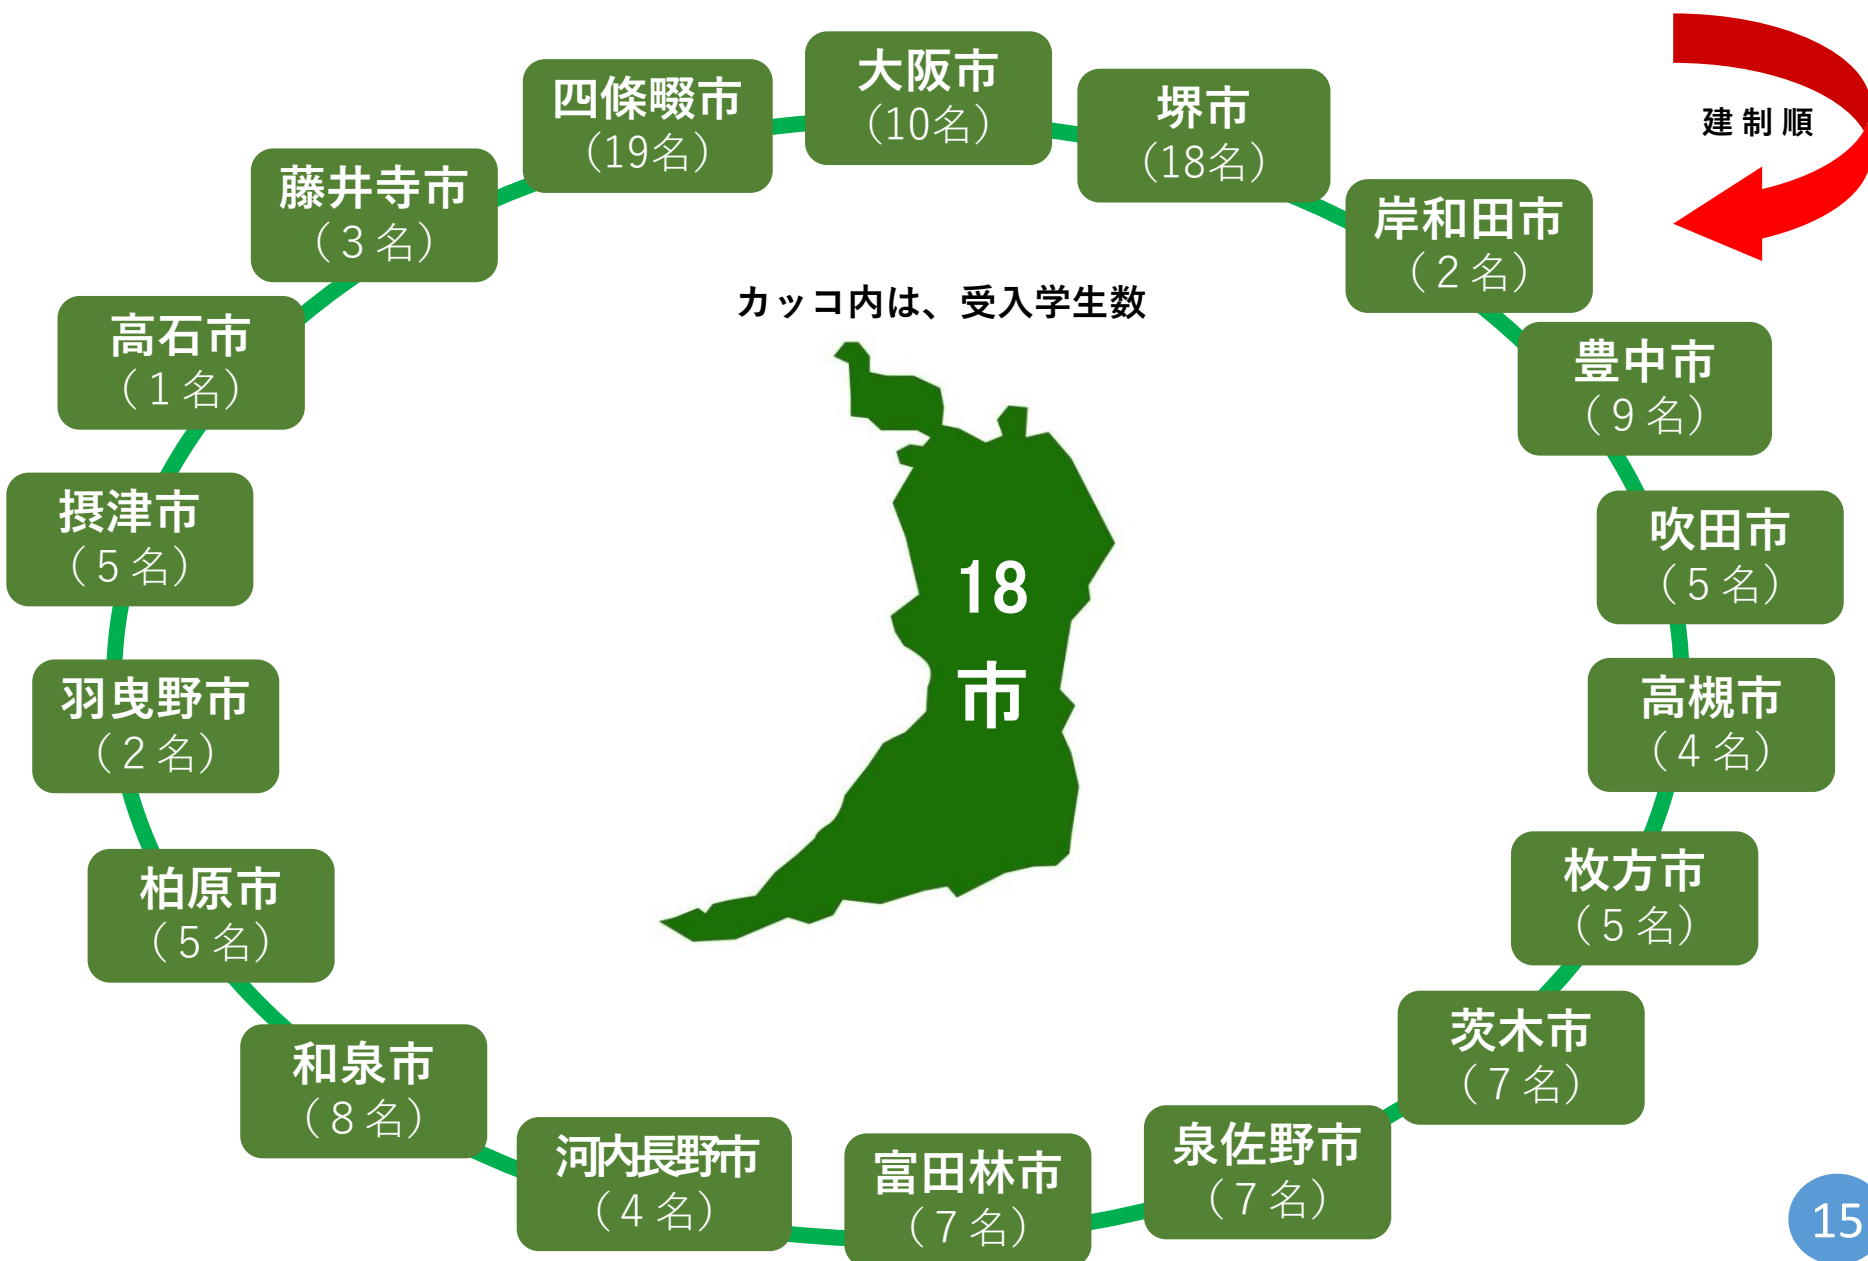 大阪市
(10名)
堺市
(18名)
岸和田市
(２名)
豊中市
(９名)
吹田市
(５名)
高槻市
(４名)
枚方市
(５名)
茨木市
(７名)
泉佐野市
(７名)
富田林市
(７名)
河内長野市
(４名)
和泉市
(８名)
柏原市
(５名)
羽曳野市
(２名)
摂津市
(５名)
高石市
(１名)
藤井寺市
(３名)
四條畷市
(19名)
建制順
カッコ内は、受入学生数
18
市
15